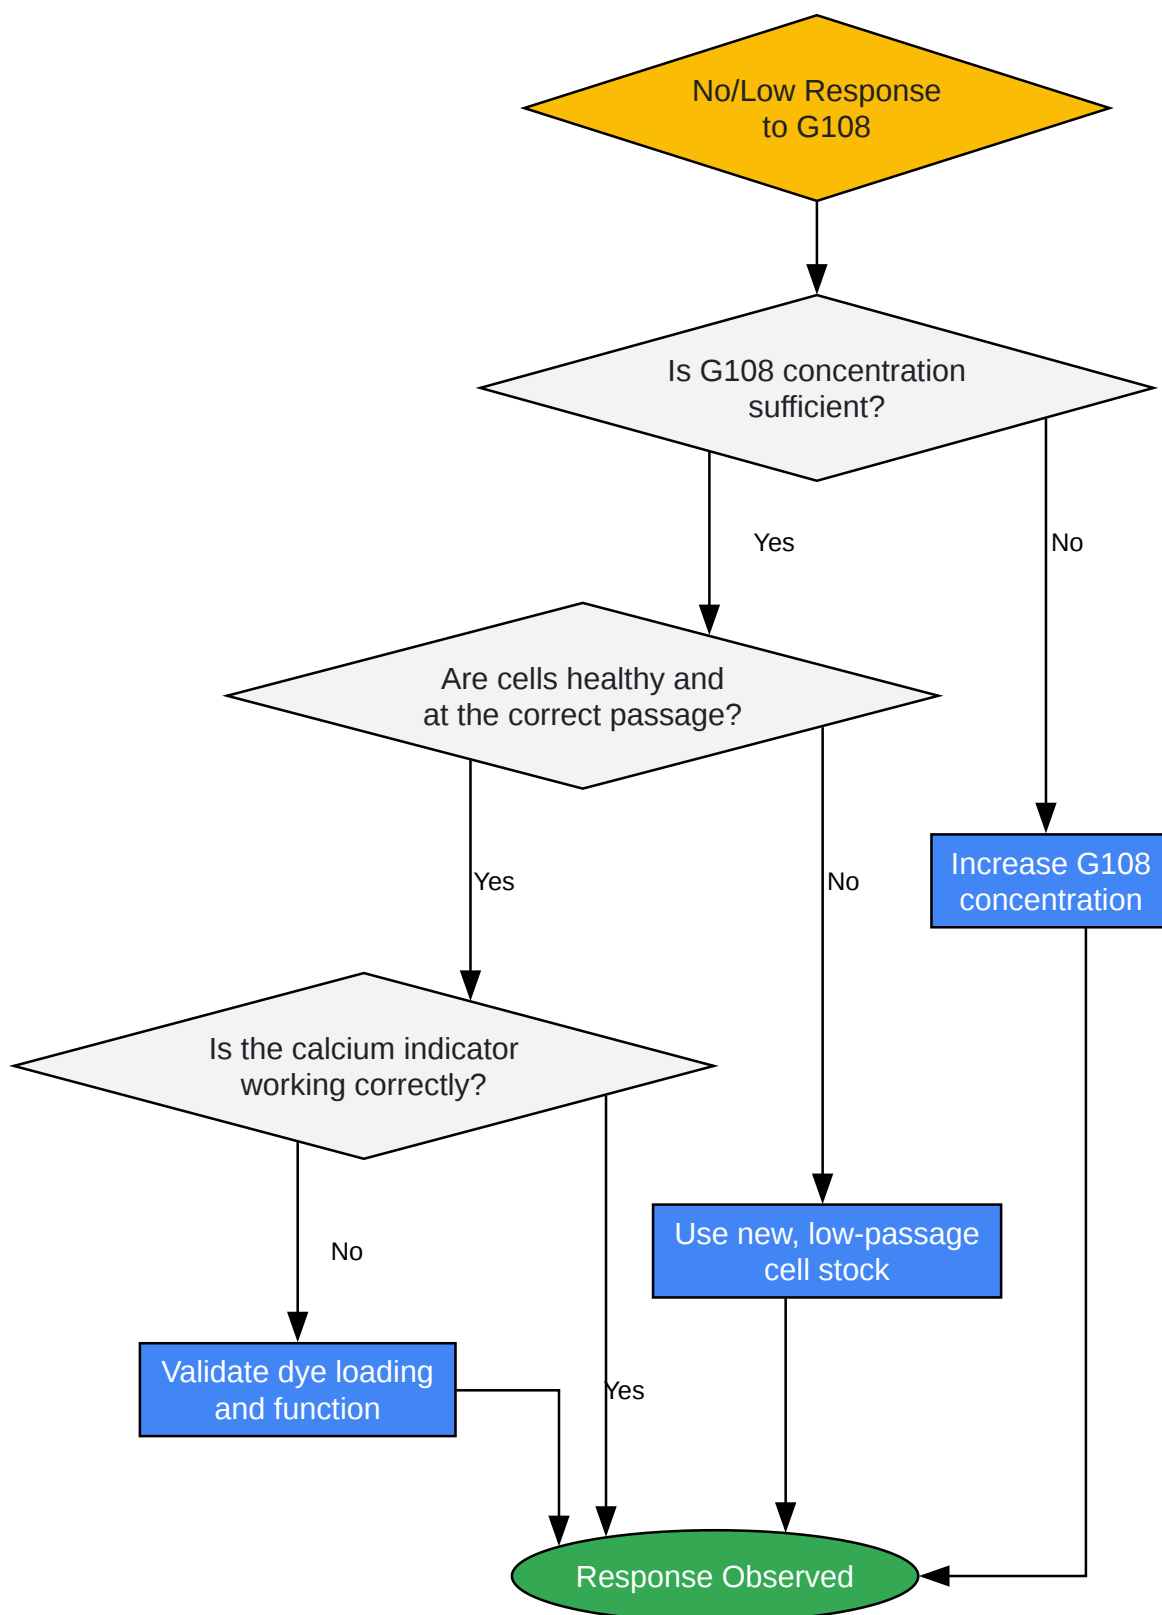 No/Low Response
to G108
Is G108 concentration
sufficient?
Yes
No
Are cells healthy and
at the correct passage?
Increase G108
concentration
Yes
No
Is the calcium indicator
working correctly?
Use new, low-passage
cell stock
No
Validate dye loading
and function
Yes
Response Observed